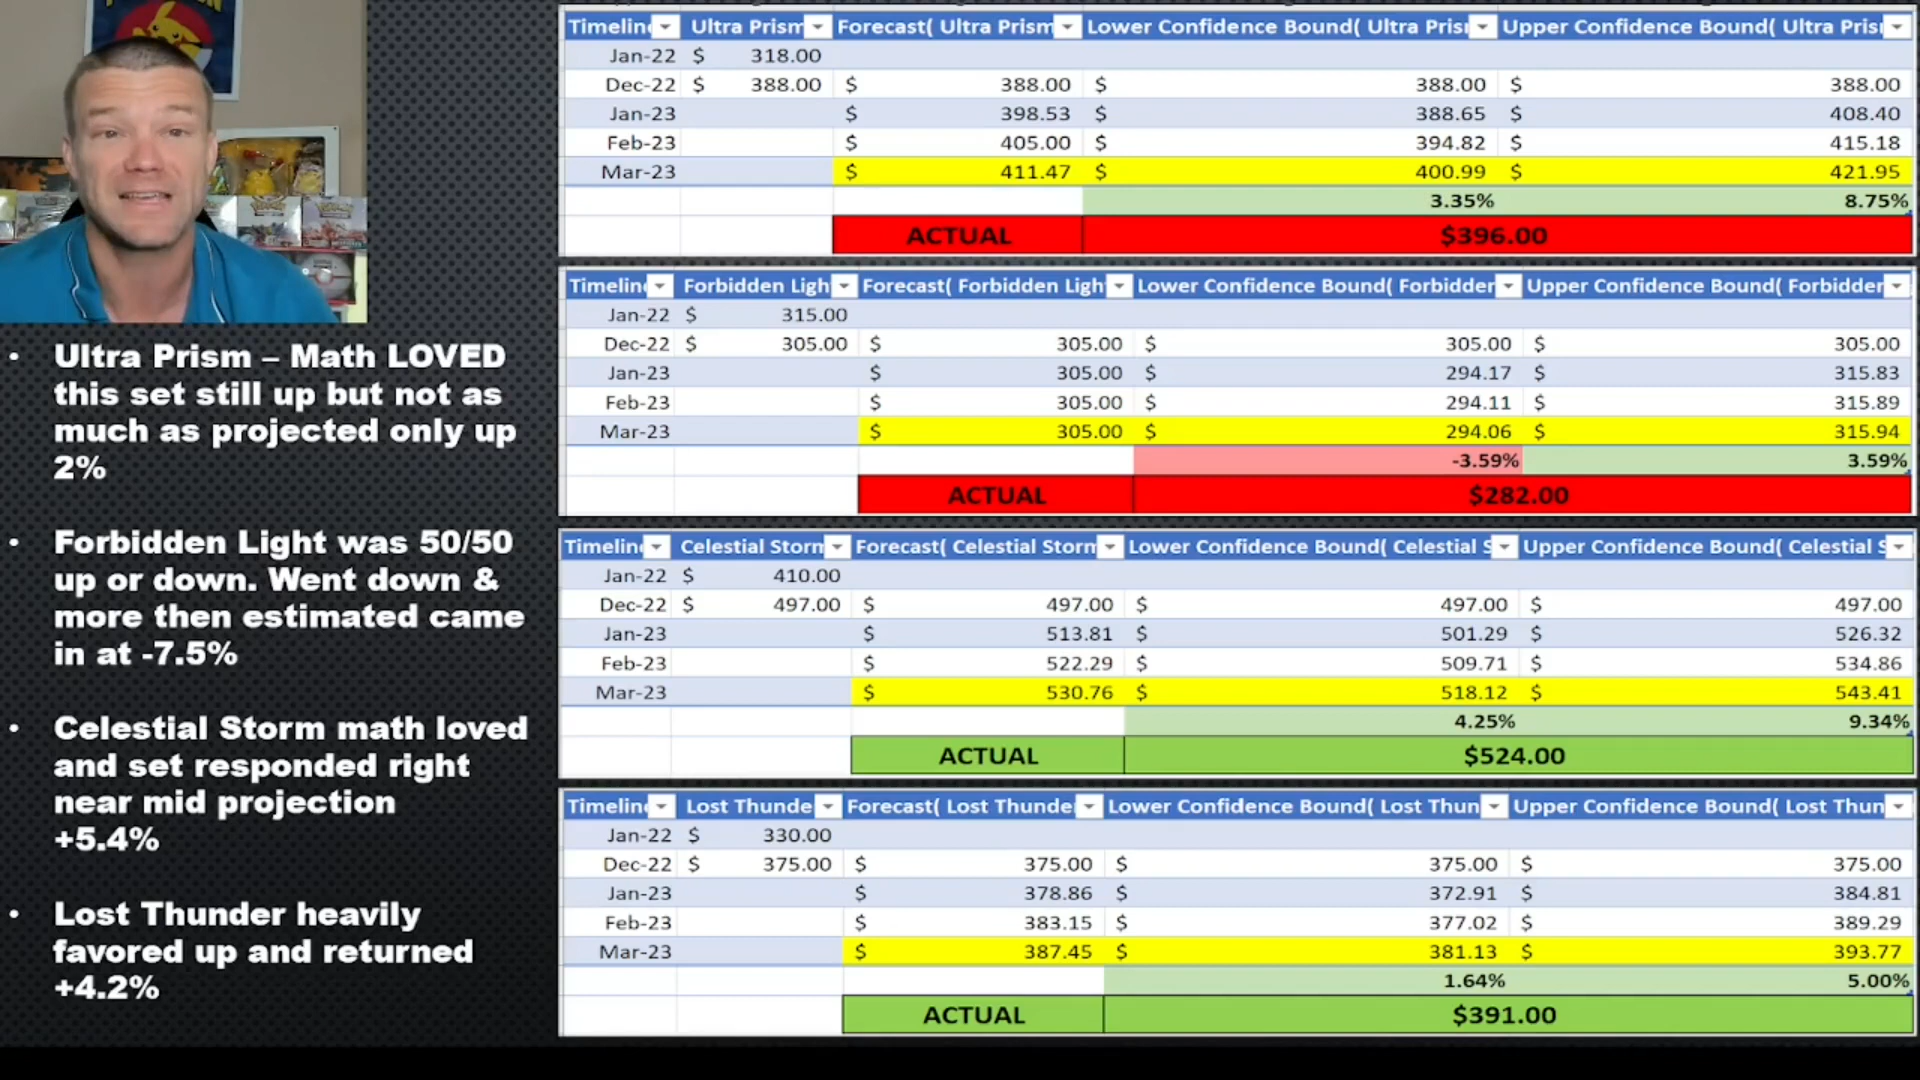 Timeline Ultra Prism Forecast( Ultra Prism Lower Confidence Bound( Ultra Pris Upper Confidence Bound( Ultra Pris
Jan-22 $ 318.00
Dec-22 $ 388.00 $ 388.00 $ 388.00 $ 388.00
Jan-23 $ 398.53 $ 388.65 $ 408.40
Feb-23 $ 405.00 $ 394.82 $ 415.18
Mar-23 $ 411.47 $ 400.99 $ 421.95
3.35% 8.75%
ACTUAL $396.00
Timeline Forbidden Ligh Forecast( Forbidden Ligh Lower Confidence Bound( Forbidden Upper Confidence Bound( Forbidden
Jan-22 $ 315.00
Dec-22 $ 305.00 $ 305.00 $ 305.00 $ 305.00
Jan-23 $ 305.00 $ 294.17 $ 315.83
Feb-23 $ 305.00 $ 294.11 $ 315.89
Mar-23 $ 305.00 $ 294.06 $ 315.94
-3.59% 3.59%
ACTUAL $282.00
Timeline Celestial Storm Forecast( Celestial Storm Lower Confidence Bound( Celestial S Upper Confidence Bound( Celestial S
Jan-22 $ 410.00
Dec-22 $ 497.00 $ 497.00 $ 497.00 $ 497.00
Jan-23 $ 513.81 $ 501.29 $ 526.32
Feb-23 $ 522.29 $ 509.71 $ 534.86
Mar-23 $ 530.76 $ 518.12 $ 543.41
4.25% 9.34%
ACTUAL $524.00
Timeline Lost Thunde Forecast( Lost Thunde Lower Confidence Bound( Lost Thun Upper Confidence Bound( Lost Thun
Jan-22 $ 330.00
Dec-22 $ 375.00 $ 375.00 $ 375.00 $ 375.00
Jan-23 $ 378.86 $ 372.91 $ 384.81
Feb-23 $ 383.15 $ 377.02 $ 389.29
Mar-23 $ 387.45 $ 381.13 $ 393.77
1.64% 5.00%
ACTUAL $391.00
• Ultra Prism – Math LOVED
this set still up but not as
much as projected only up
2%
• Forbidden Light was 50/50
up or down. Went down &
more then estimated came
in at -7.5%
• Celestial Storm math loved
and set responded right
near mid projection
+5.4%
• Lost Thunder heavily
favored up and returned
+4.2%